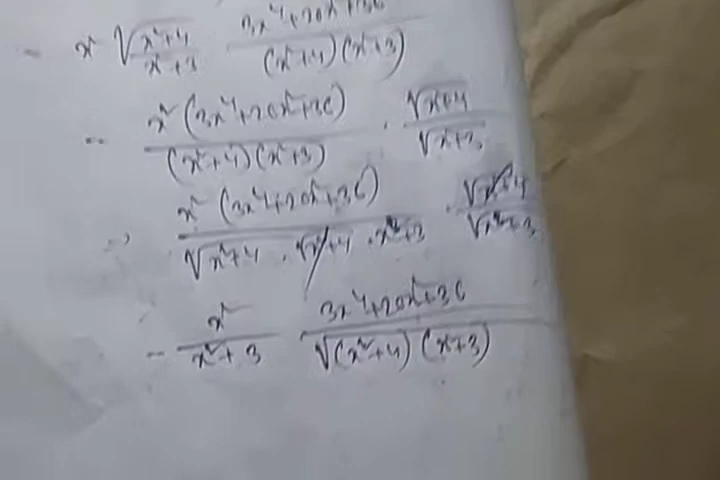 = x² √(x²+4)/(x²+3) (3x⁴+20x²+36)/((x²+4)(x²+3))
= x²(3x⁴+20x²+36)/((x²+4)(x²+3)) · √x²+4/√x²+3
⇒ x²(3x⁴+20x²+36)/(√x²+4 · √x²+4 · x²+3) · √x²+4/√x²+3
= x²/(x²+3) (3x⁴+20x²+36)/√(x²+4)(x²+3)